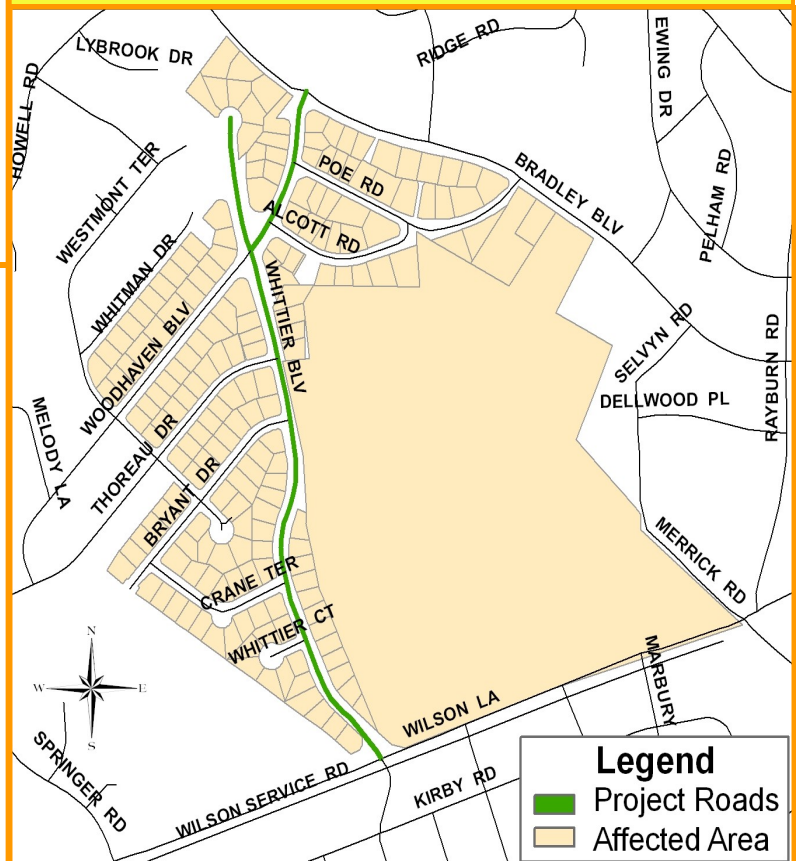 LYBROOK DR
RIDGE RD
EWING DR
HOWELL RD
WESTMONT TER
POE RD
BRADLEY BLV
PELHAM RD
ALCOTT RD
WHITMAN DR
WHITTIER BLV
WOODHAVEN BLV
SELVYN RD
RAYBURN RD
DELLWOOD PL
MELODY LA
THOREAU DR
BRYANT DR
MERRICK RD
CRANE TER
WHITTIER CT
N
W
E
S
MARBURY
WILSON LA
SPRINGER RD
WILSON SERVICE RD
KIRBY RD
Legend
Project Roads
Affected Area